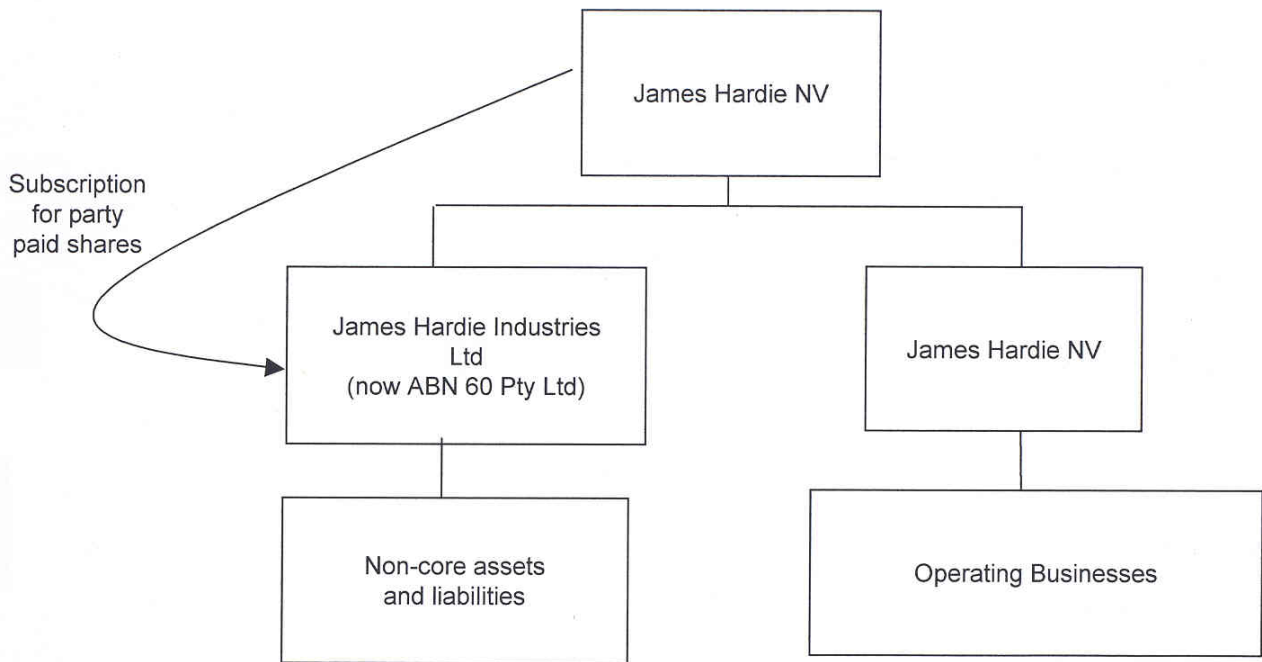 James Hardie NV
Subscription
for party
paid shares
James Hardie Industries
Ltd
(now ABN 60 Pty Ltd)
James Hardie NV
Non-core assets
and liabilities
Operating Businesses